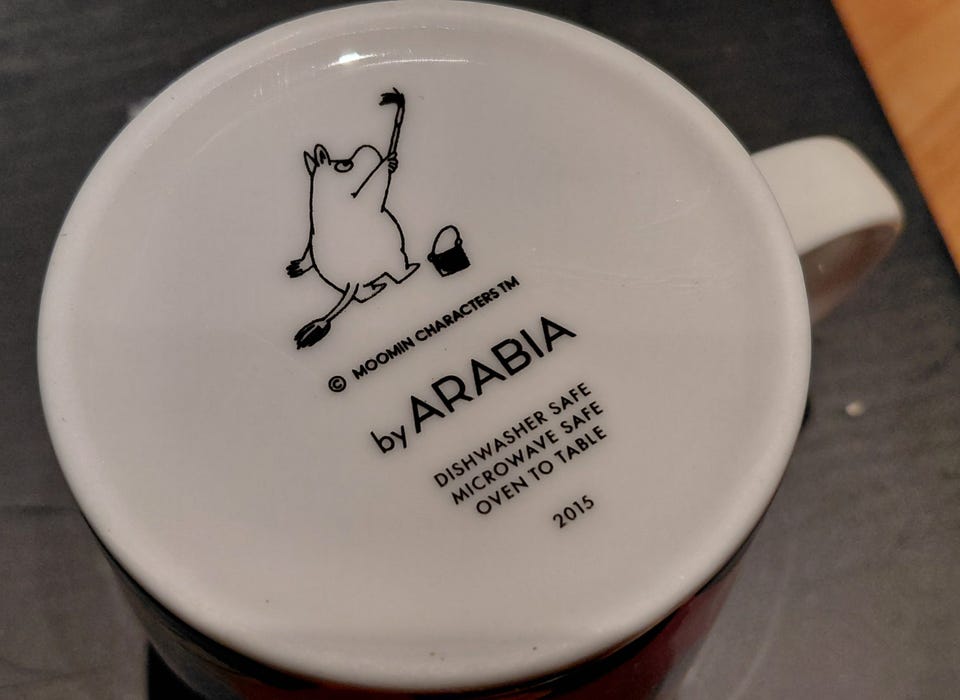 © MOOMIN CHARACTERS TM
by ARABIA
DISHWASHER SAFE
MICROWAVE SAFE
OVEN TO TABLE
2015